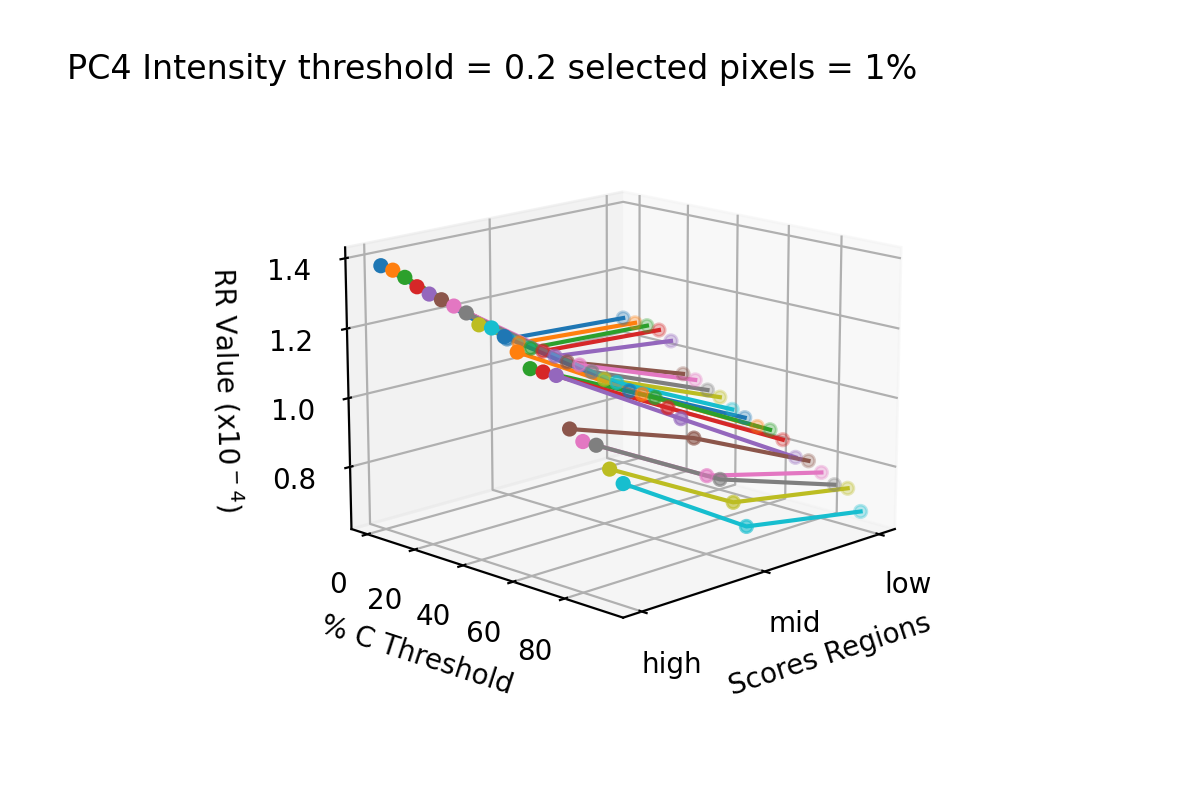 PC4 Intensity threshold = 0.2 selected pixels = 1%
RR Value (x10⁻⁴)
1.4
1.2
1.0
0.8
0
20
40
60
80
% C Threshold
high
mid
low
Scores Regions